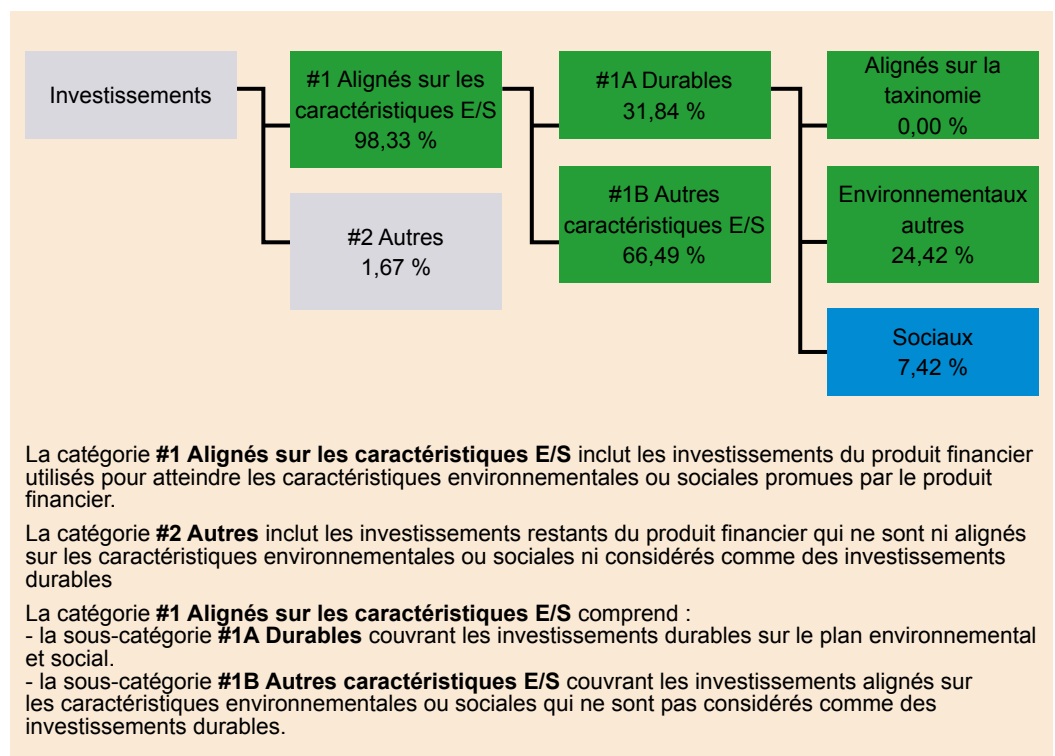 Investissements
#1 Alignés sur les
caractéristiques E/S
98,33 %
#2 Autres
1,67 %
#1A Durables
31,84 %
#1B Autres
caractéristiques E/S
66,49 %
Alignés sur la
taxinomie
0,00 %
Environnementaux
autres
24,42 %
Sociaux
7,42 %
La catégorie #1 Alignés sur les caractéristiques E/S inclut les investissements du produit financier
utilisés pour atteindre les caractéristiques environnementales ou sociales promues par le produit
financier.
La catégorie #2 Autres inclut les investissements restants du produit financier qui ne sont ni alignés
sur les caractéristiques environnementales ou sociales ni considérés comme des investissements
durables
La catégorie #1 Alignés sur les caractéristiques E/S comprend :
- la sous-catégorie #1A Durables couvrant les investissements durables sur le plan environnemental
et social.
- la sous-catégorie #1B Autres caractéristiques E/S couvrant les investissements alignés sur
les caractéristiques environnementales ou sociales qui ne sont pas considérés comme des
investissements durables.